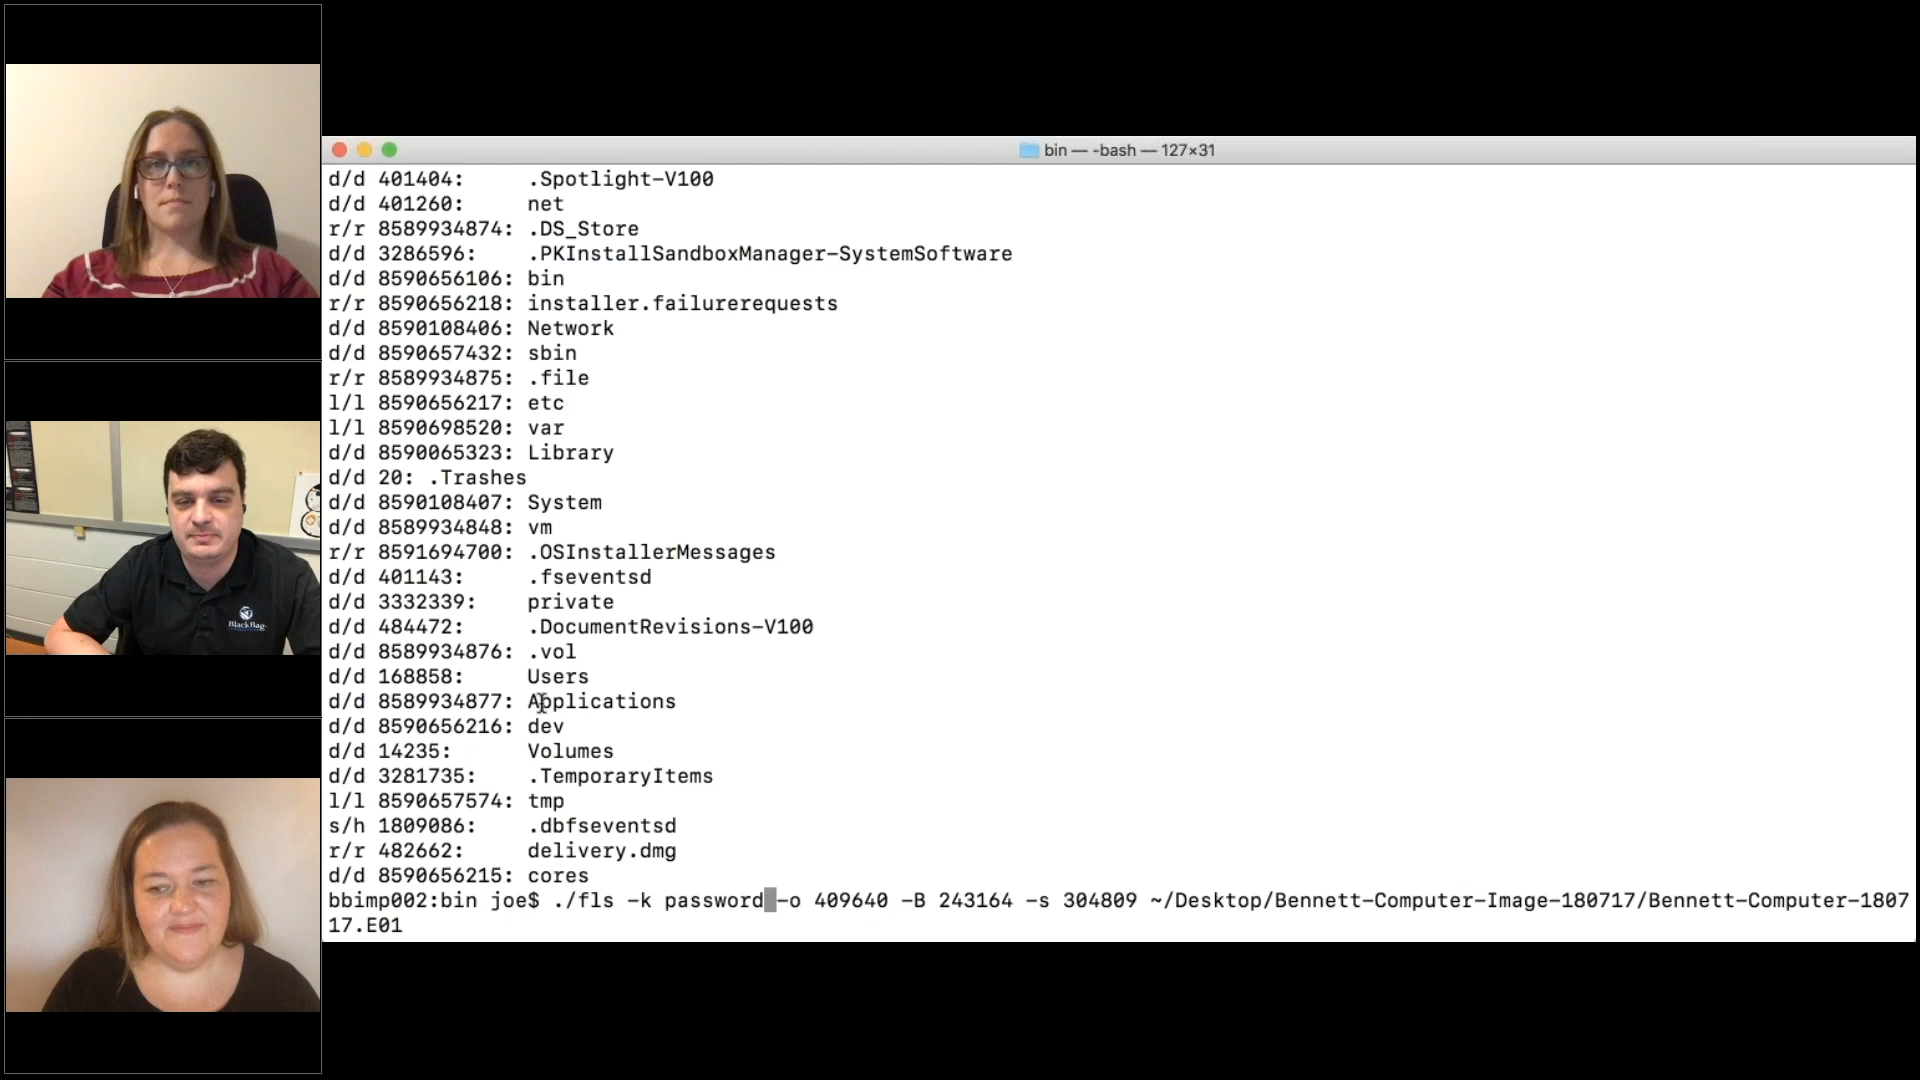 bin — -bash — 127×31
d/d 401404: .Spotlight-V100
d/d 401260: net
r/r 8589934874: .DS_Store
d/d 3286596: .PKInstallSandboxManager-SystemSoftware
d/d 8590656106: bin
r/r 8590656218: installer.failurerequests
d/d 8590108406: Network
d/d 8590657432: sbin
r/r 8589934875: .file
l/l 8590656217: etc
l/l 8590698520: var
d/d 8590065323: Library
d/d 20: .Trashes
d/d 8590108407: System
d/d 8589934848: vm
r/r 8591694700: .OSInstallerMessages
d/d 401143: .fseventsd
d/d 3332339: private
d/d 484472: .DocumentRevisions-V100
d/d 8589934876: .vol
d/d 168858: Users
d/d 8589934877: Applications
d/d 8590656216: dev
d/d 14235: Volumes
d/d 3281735: .TemporaryItems
l/l 8590657574: tmp
s/h 1809086: .dbfseventsd
r/r 482662: delivery.dmg
d/d 8590656215: cores
bbimp002:bin joe$ ./fls -k password -o 409640 -B 243164 -s 304809 ~/Desktop/Bennett-Computer-Image-180717/Bennett-Computer-1807
17.E01
BlackBag